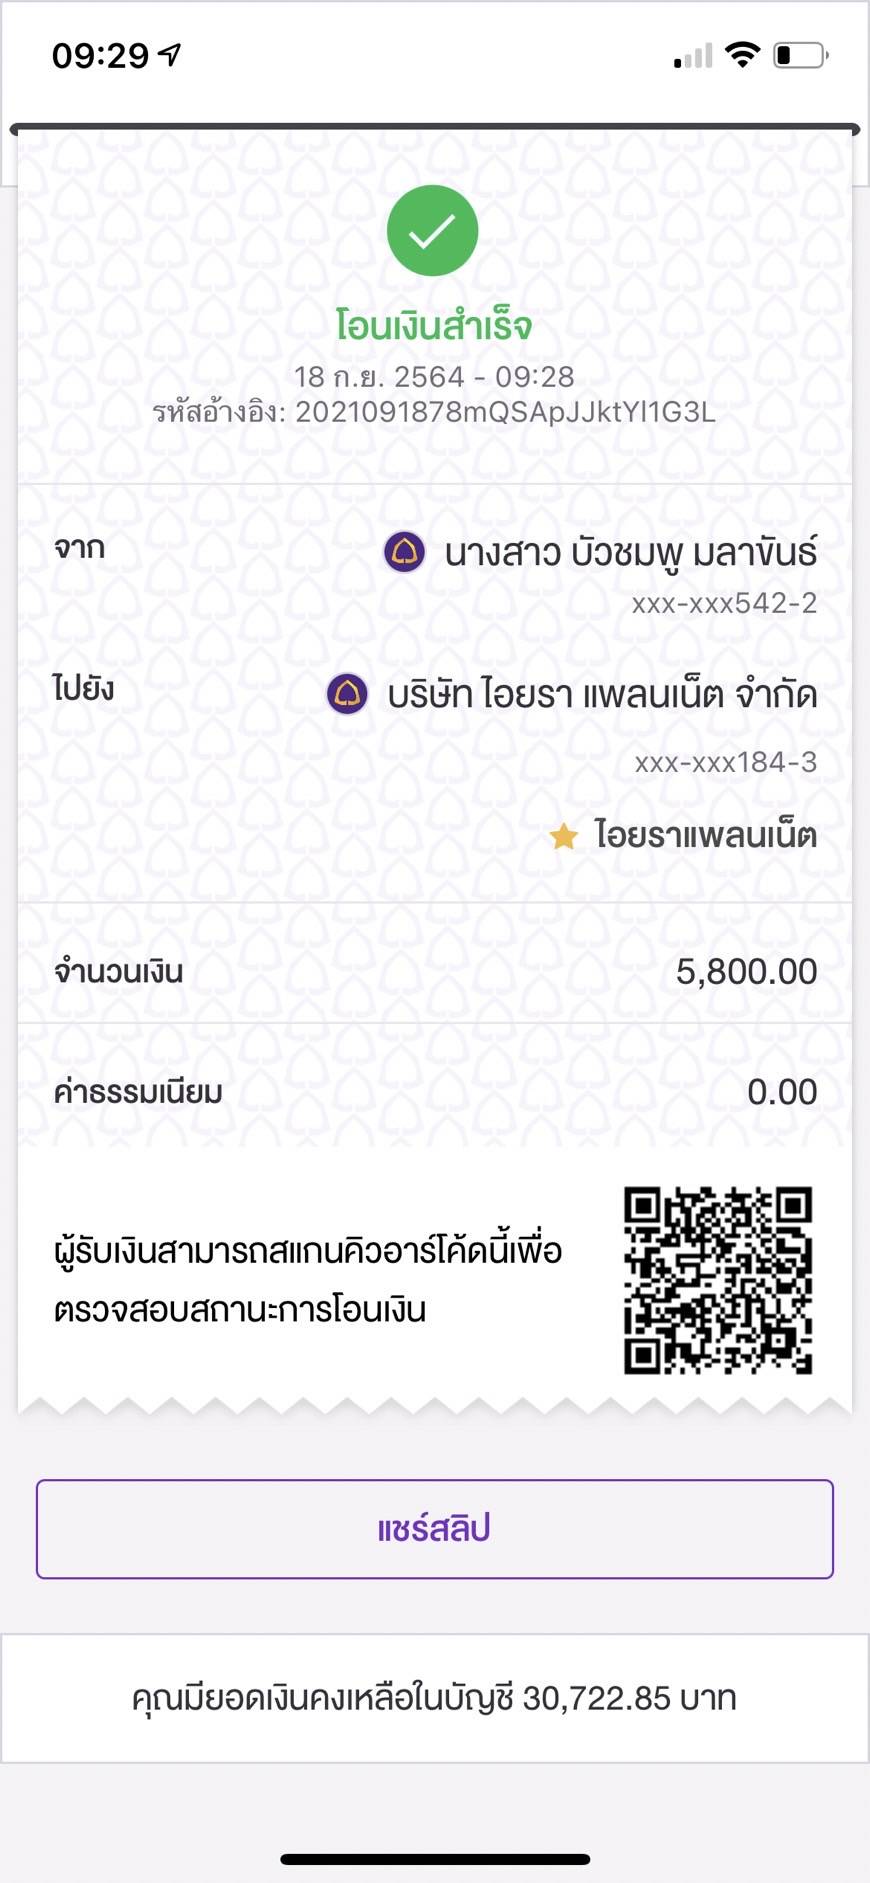 09:29
โอนเงินสำเร็จ
18 ก.ย. 2564 - 09:28
รหัสอ้างอิง: 2021091878mQSApJJktYl1G3L
จาก
นางสาว บัวชมพู มลาขันธ์
xxx-xxx542-2
ไปยัง
บริษัท ไอยรา แพลนเน็ต จำกัด
xxx-xxx184-3
ไอยราแพลนเน็ต
จำนวนเงิน 5,800.00
ค่าธรรมเนียม 0.00
ผู้รับเงินสามารถสแกนคิวอาร์โค้ดนี้เพื่อ
ตรวจสอบสถานะการโอนเงิน
แชร์สลิป
คุณมียอดเงินคงเหลือในบัญชี 30,722.85 บาท